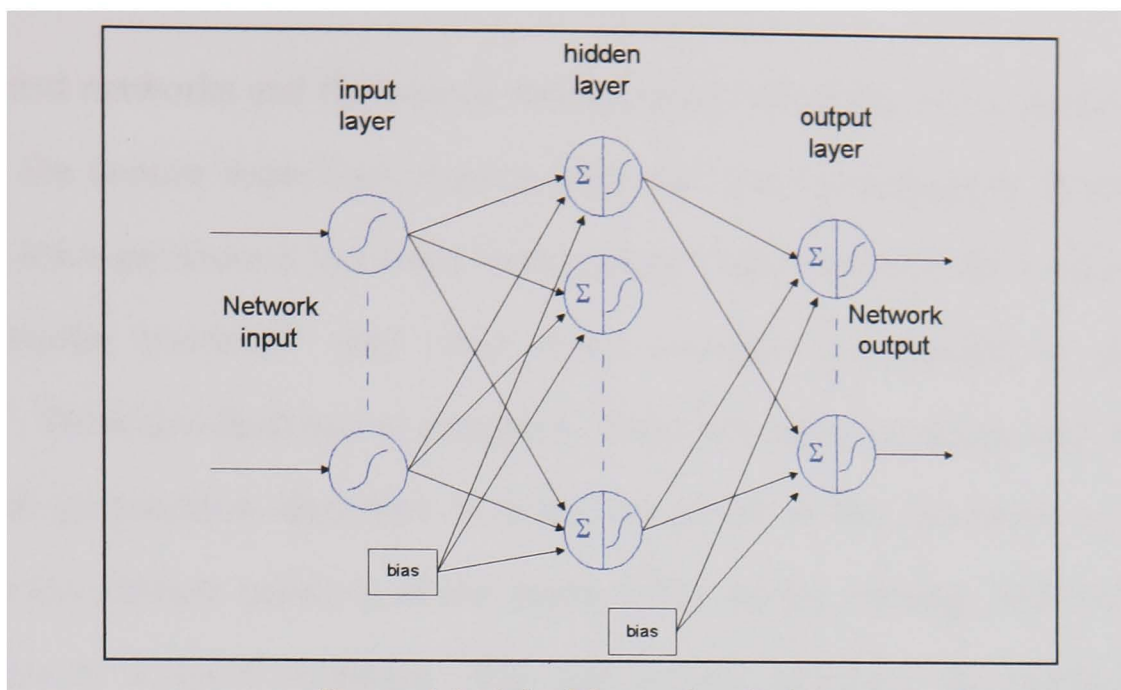 hidden
layer
input
layer
output
layer
Σ
Σ
Σ
Σ
Σ
Network
input
Network
output
bias
bias